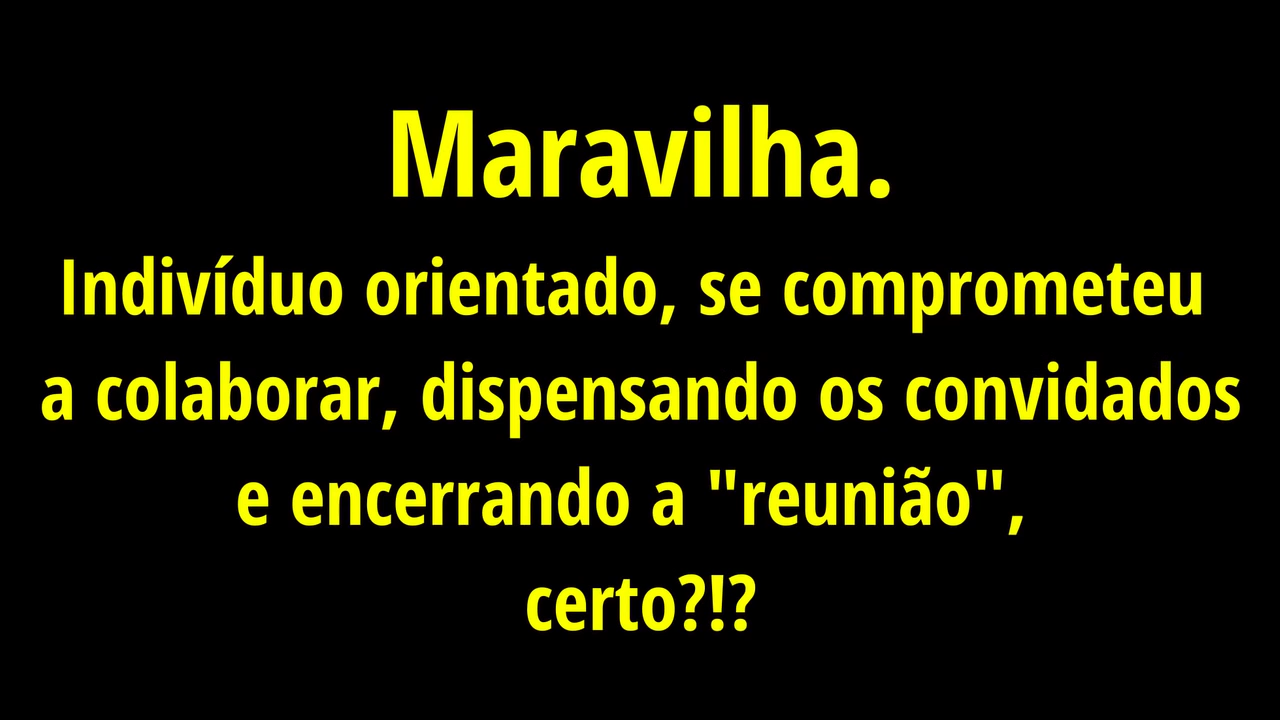 Maravilha.
Indivíduo orientado, se comprometeu
a colaborar, dispensando os convidados
e encerrando a "reunião",
certo?!?